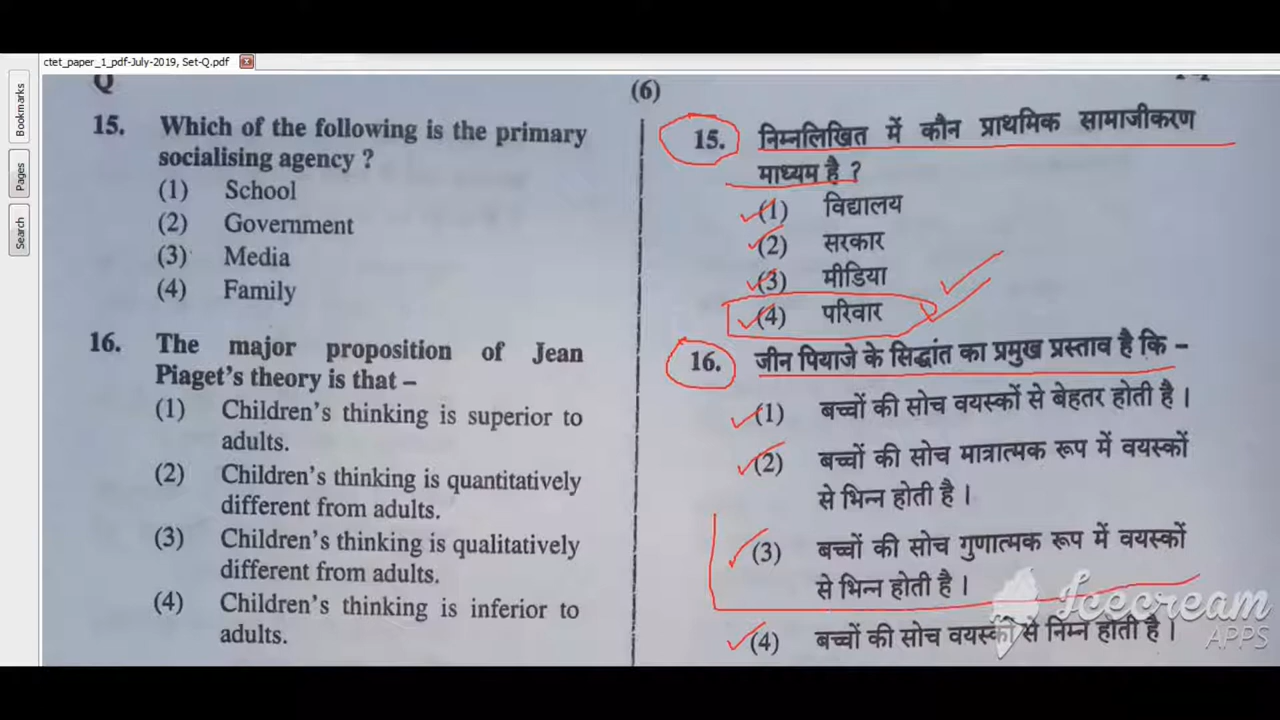 ctet_paper_1_pdf-July-2019, Set-Q.pdf
Bookmarks
Pages
Search
Q
(6)
15. Which of the following is the primary
socialising agency ?
(1) School
(2) Government
(3) Media
(4) Family
16. The major proposition of Jean
Piaget's theory is that –
(1) Children's thinking is superior to
adults.
(2) Children's thinking is quantitatively
different from adults.
(3) Children's thinking is qualitatively
different from adults.
(4) Children's thinking is inferior to
adults.
15. निम्नलिखित में कौन प्राथमिक सामाजीकरण
माध्यम है ?
(1) विद्यालय
(2) सरकार
(3) मीडिया
(4) परिवार
16. जीन पियाजे के सिद्धांत का प्रमुख प्रस्ताव है कि –
(1) बच्चों की सोच वयस्कों से बेहतर होती है ।
(2) बच्चों की सोच मात्रात्मक रूप में वयस्कों
से भिन्न होती है ।
(3) बच्चों की सोच गुणात्मक रूप में वयस्कों
से भिन्न होती है ।
(4) बच्चों की सोच वयस्कों से निम्न होती है ।
Icecream
APPS